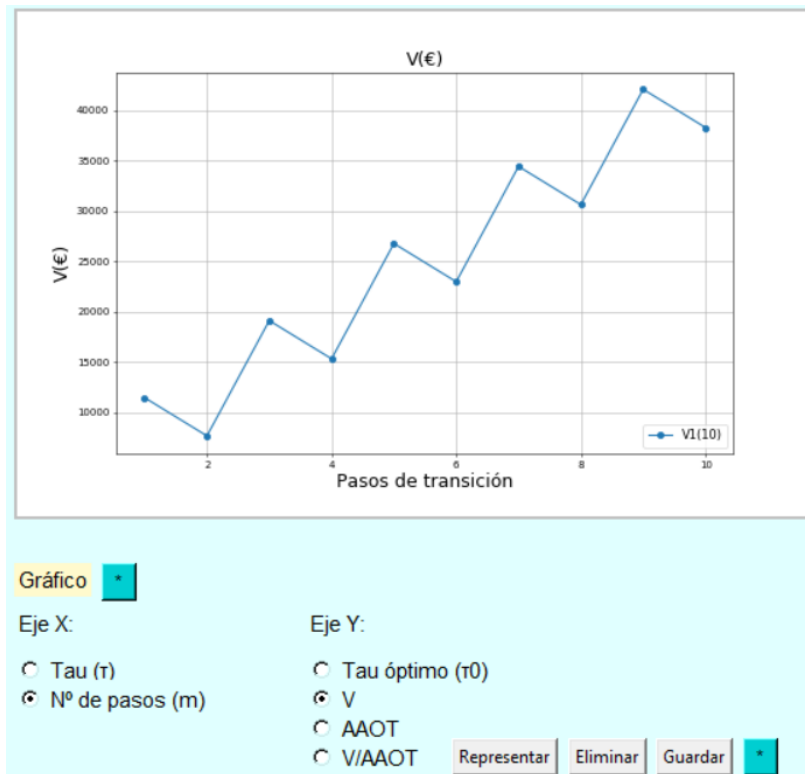 V(€)
40000
35000
30000
25000
20000
15000
10000
V(€)
V1(10)
2 4 6 8 10
Pasos de transición
Gráfico *
Eje X: Eje Y:
Tau (τ) Tau óptimo (τ0)
Nº de pasos (m) V
AAOT
V/AAOT Representar Eliminar Guardar *